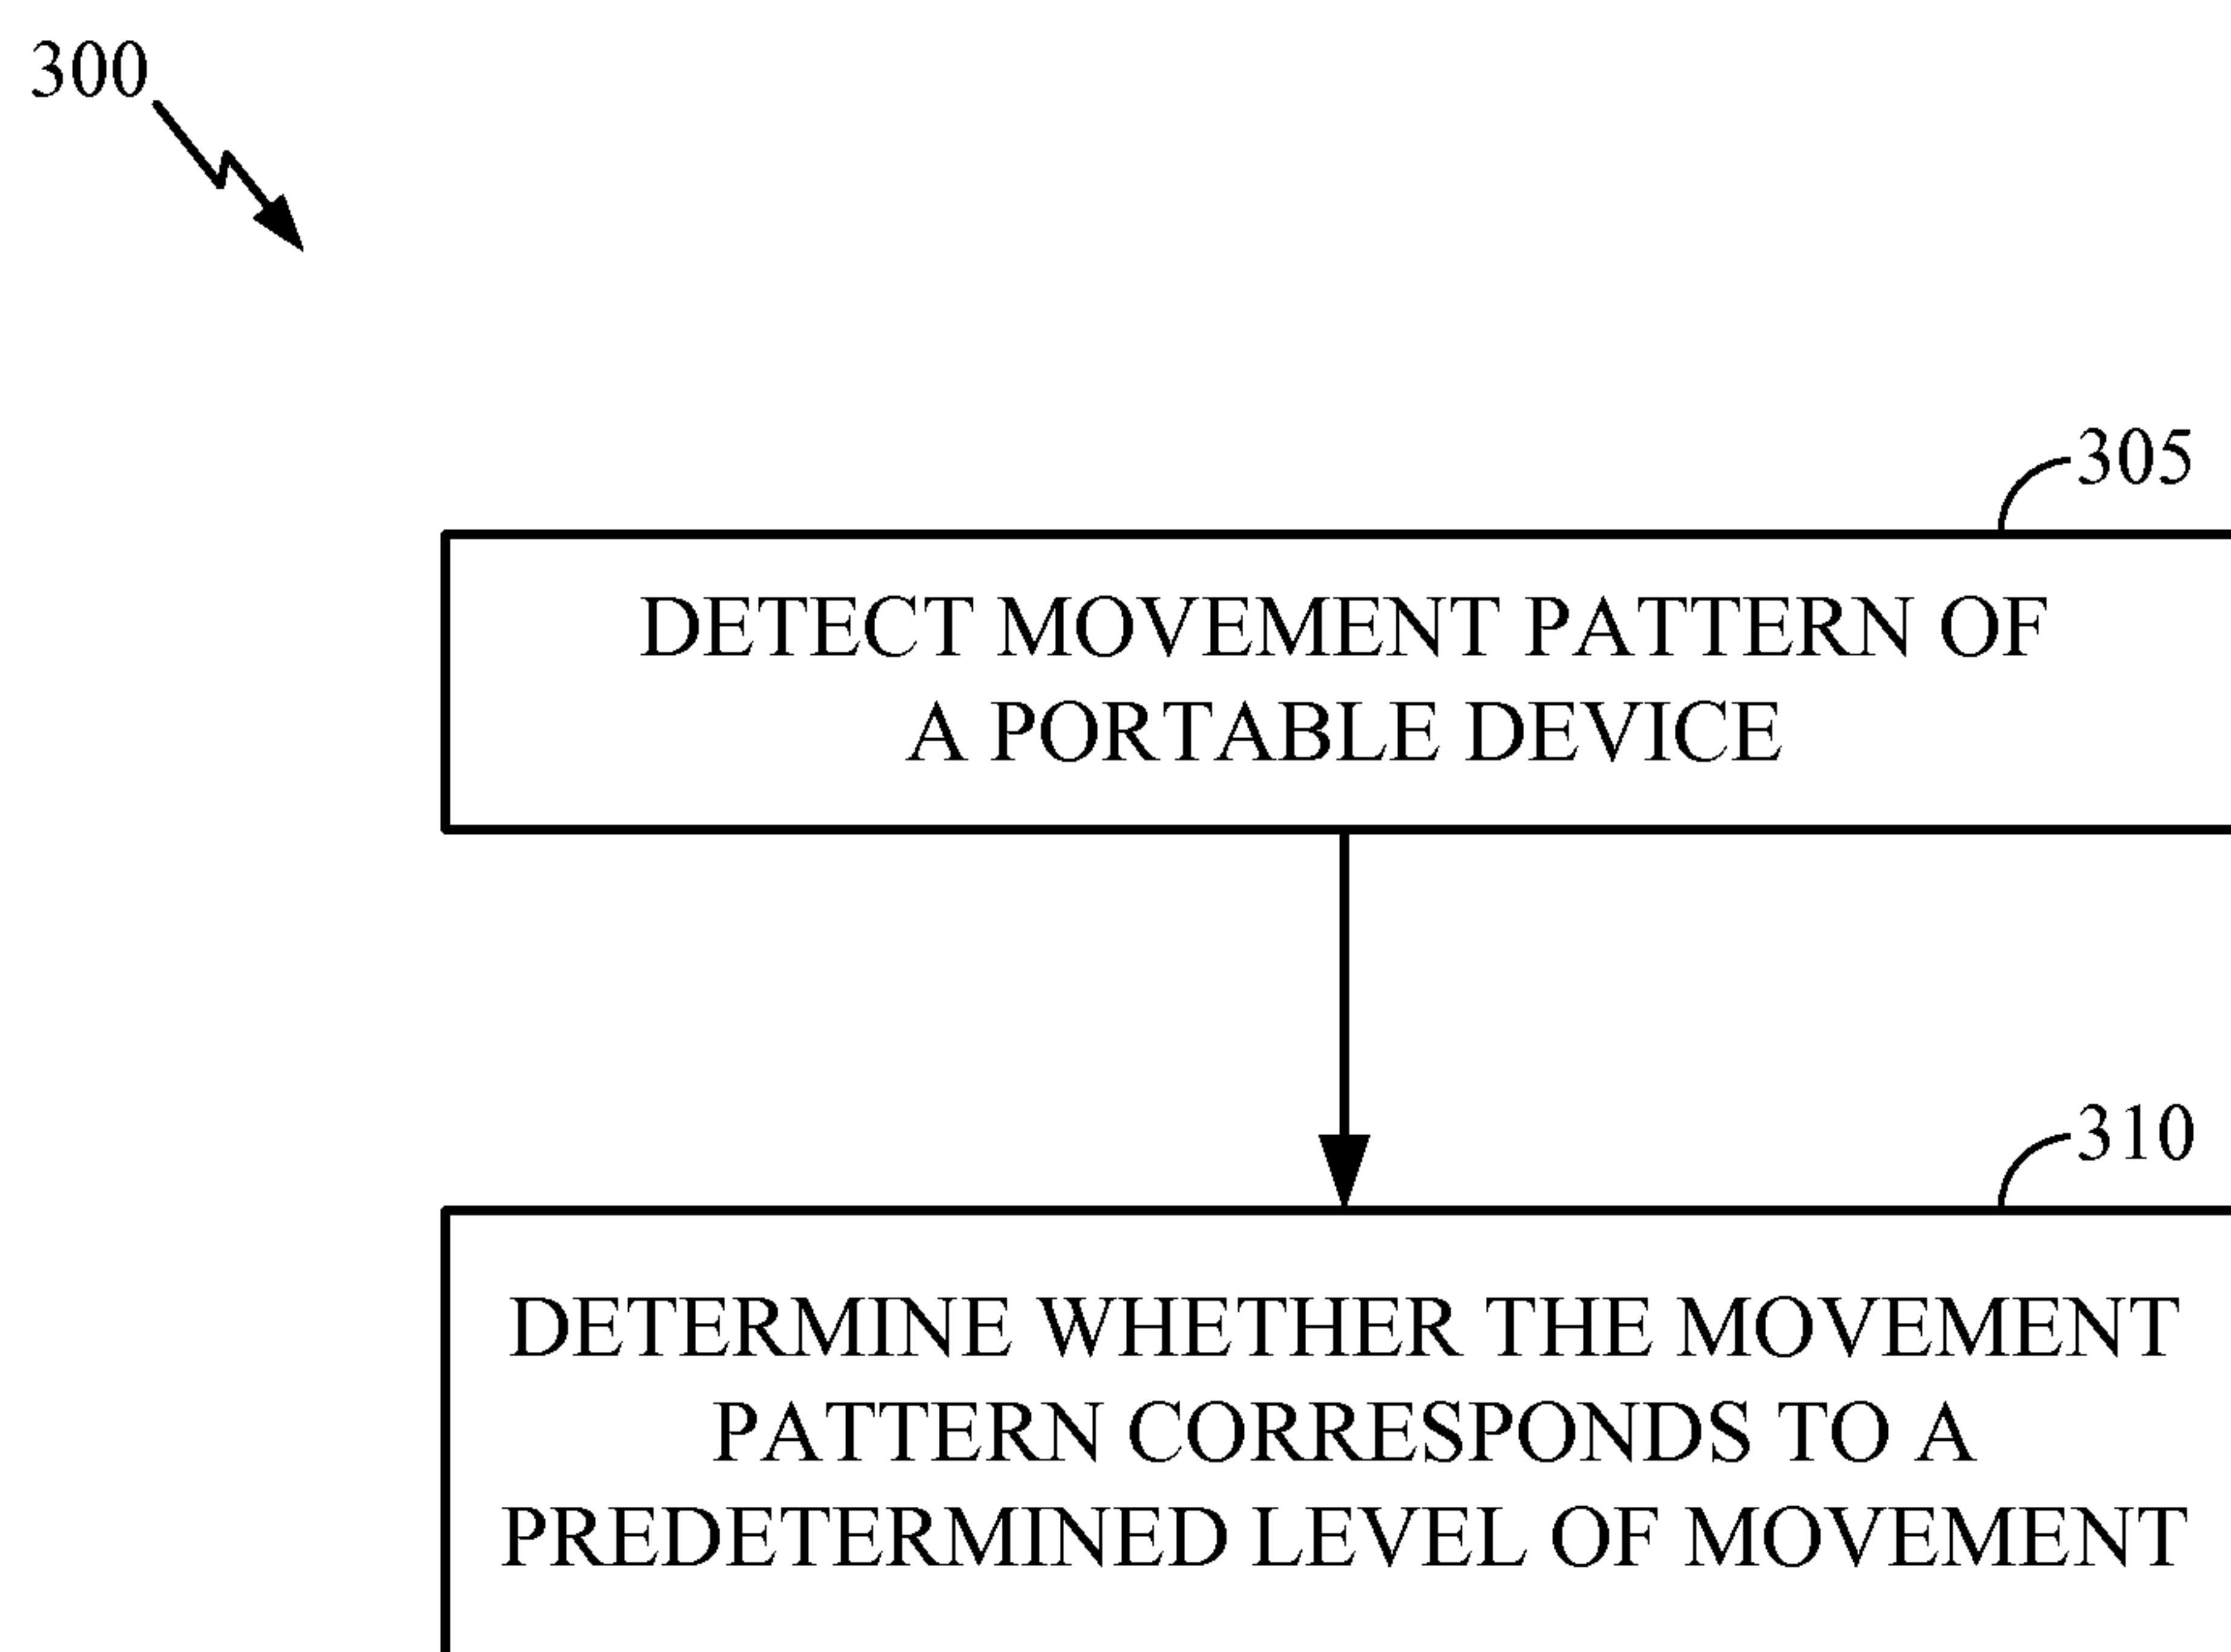 300
305
DETECT MOVEMENT PATTERN OF
A PORTABLE DEVICE
310
DETERMINE WHETHER THE MOVEMENT
PATTERN CORRESPONDS TO A
PREDETERMINED LEVEL OF MOVEMENT